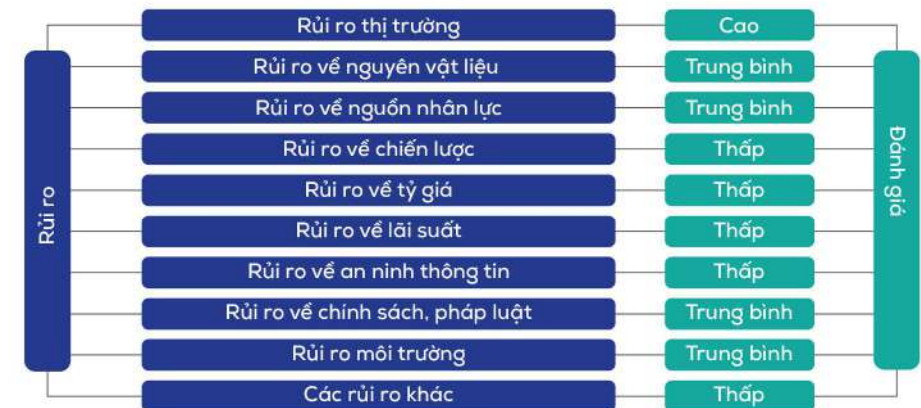 Rủi ro thị trường Cao
Rủi ro về nguyên vật liệu Trung bình
Rủi ro về nguồn nhân lực Trung bình
Rủi ro về chiến lược Thấp
Rủi ro về tỷ giá Thấp
Rủi ro về lãi suất Thấp
Rủi ro về an ninh thông tin Thấp
Rủi ro về chính sách, pháp luật Trung bình
Rủi ro môi trường Trung bình
Các rủi ro khác Thấp
Rủi ro
Đánh giá